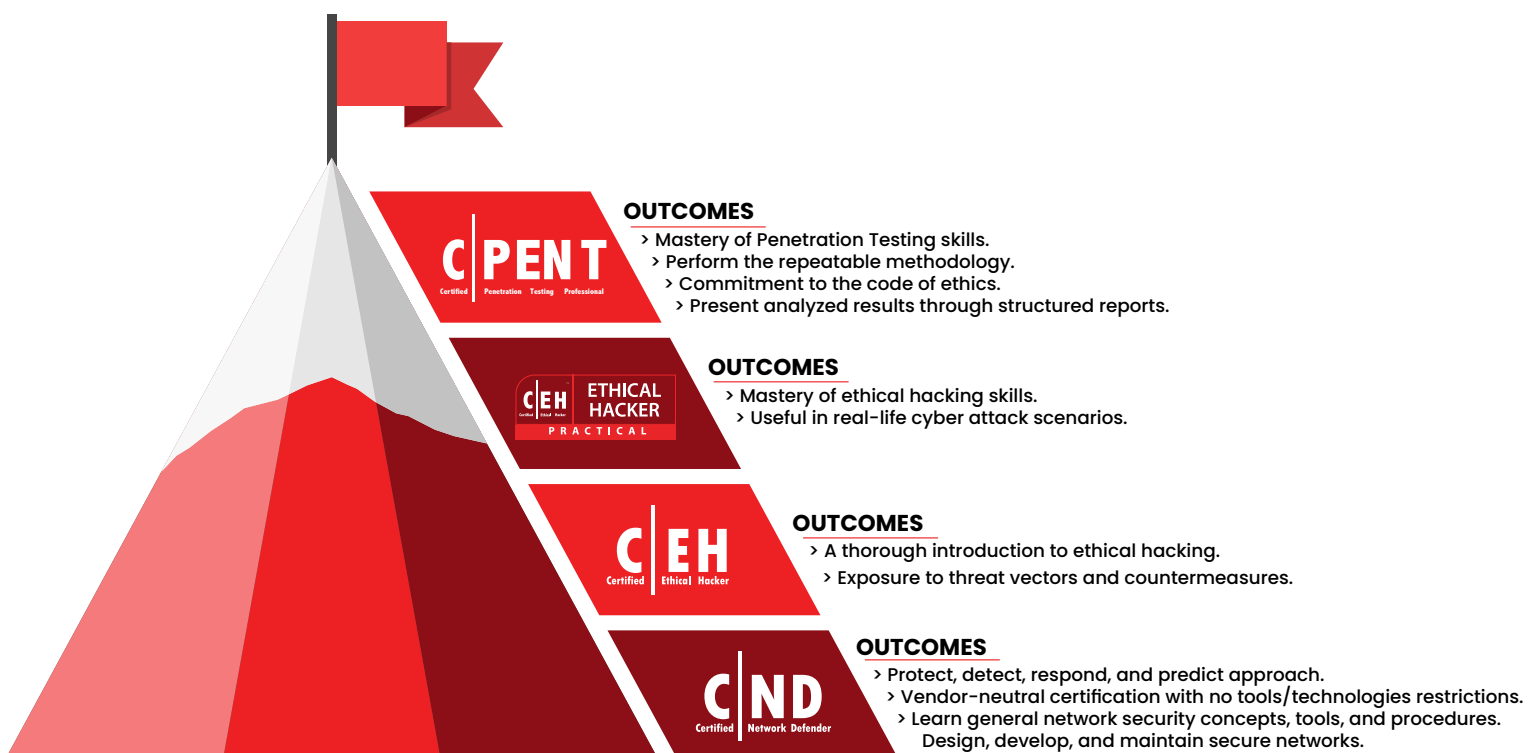 OUTCOMES
> Mastery of Penetration Testing skills.
> Perform the repeatable methodology.
> Commitment to the code of ethics.
> Present analyzed results through structured reports.
C|PENT
Certified Penetration Testing Professional
OUTCOMES
> Mastery of ethical hacking skills.
> Useful in real-life cyber attack scenarios.
C|EH
Certified Ethical Hacker
ETHICAL
HACKER
PRACTICAL
OUTCOMES
> A thorough introduction to ethical hacking.
> Exposure to threat vectors and countermeasures.
C|EH
Certified Ethical Hacker
OUTCOMES
> Protect, detect, respond, and predict approach.
> Vendor-neutral certification with no tools/technologies restrictions.
> Learn general network security concepts, tools, and procedures.
Design, develop, and maintain secure networks.
C|ND
Certified Network Defender